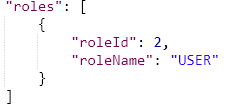 "roles": [
    {
        "roleId": 2,
        "roleName": "USER"
    }
]